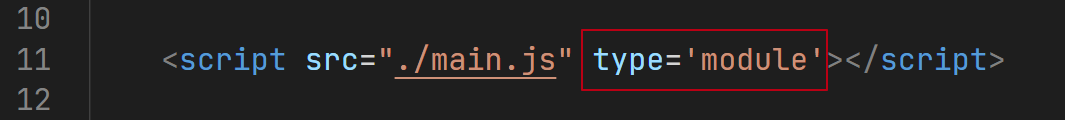 10
11 <script src="./main.js" type='module'></script>
12